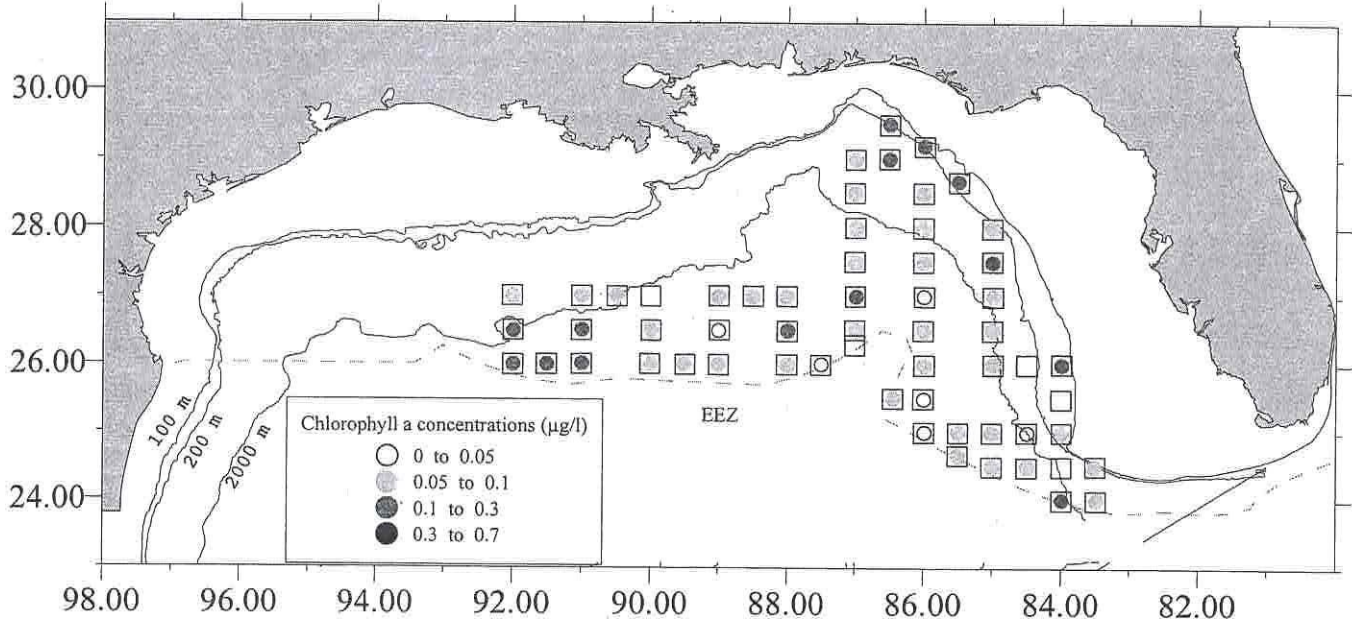 30.00
28.00
26.00
24.00
100 m
200 m
2000 m
EEZ
Chlorophyll a concentrations (µg/l)
0 to 0.05
0.05 to 0.1
0.1 to 0.3
0.3 to 0.7
98.00 96.00 94.00 92.00 90.00 88.00 86.00 84.00 82.00